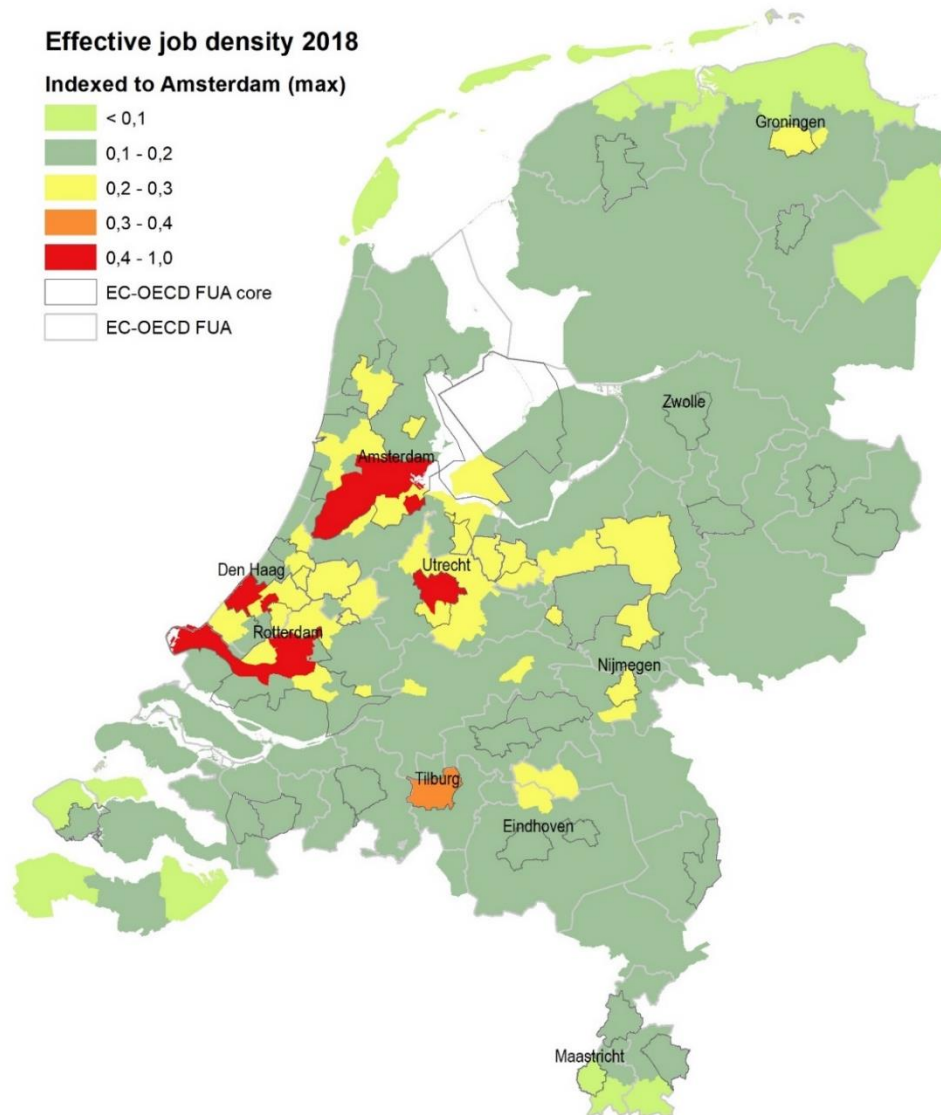 Effective job density 2018
Indexed to Amsterdam (max)
< 0,1
0,1 - 0,2
0,2 - 0,3
0,3 - 0,4
0,4 - 1,0
EC-OECD FUA core
EC-OECD FUA
Groningen
Zwolle
Amsterdam
Den Haag
Utrecht
Rotterdam
Nijmegen
Tilburg
Eindhoven
Maastricht